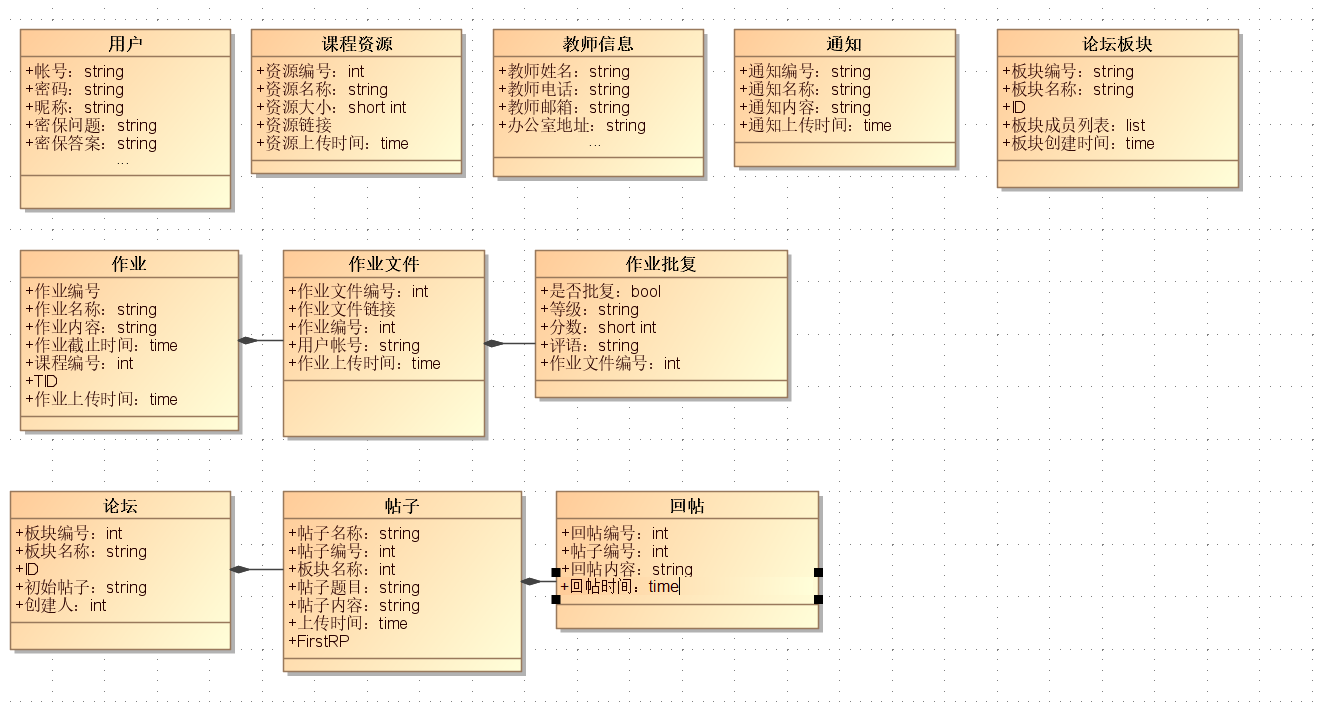 用户
+帐号：string
+密码：string
+昵称：string
+密保问题：string
+密保答案：string
...
课程资源
+资源编号：int
+资源名称：string
+资源大小：short int
+资源链接
+资源上传时间：time
教师信息
+教师姓名：string
+教师电话：string
+教师邮箱：string
+办公室地址：string
...
通知
+通知编号：string
+通知名称：string
+通知内容：string
+通知上传时间：time
论坛板块
+板块编号：string
+板块名称：string
+ID
+板块成员列表：list
+板块创建时间：time
作业
+作业编号
+作业名称：string
+作业内容：string
+作业截止时间：time
+课程编号：int
+TID
+作业上传时间：time
作业文件
+作业文件编号：int
+作业文件链接
+作业编号：int
+用户帐号：string
+作业上传时间：time
作业批复
+是否批复：bool
+等级：string
+分数：short int
+评语：string
+作业文件编号：int
论坛
+板块编号：int
+板块名称：string
+ID
+初始帖子：string
+创建人：int
帖子
+帖子名称：string
+帖子编号：int
+板块名称：int
+帖子题目：string
+帖子内容：string
+上传时间：time
+FirstRP
回帖
+回帖编号：int
+帖子编号：int
+回帖内容：string
+回帖时间：time